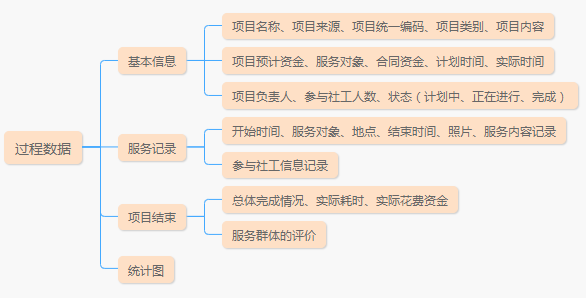 项目名称、项目来源、项目统一编码、项目类别、项目内容
基本信息
项目预计资金、服务对象、合同资金、计划时间、实际时间
项目负责人、参与社工人数、状态（计划中、正在进行、完成）
过程数据
服务记录
开始时间、服务对象、地点、结束时间、照片、服务内容记录
参与社工信息记录
项目结束
总体完成情况、实际耗时、实际花费资金
服务群体的评价
统计图